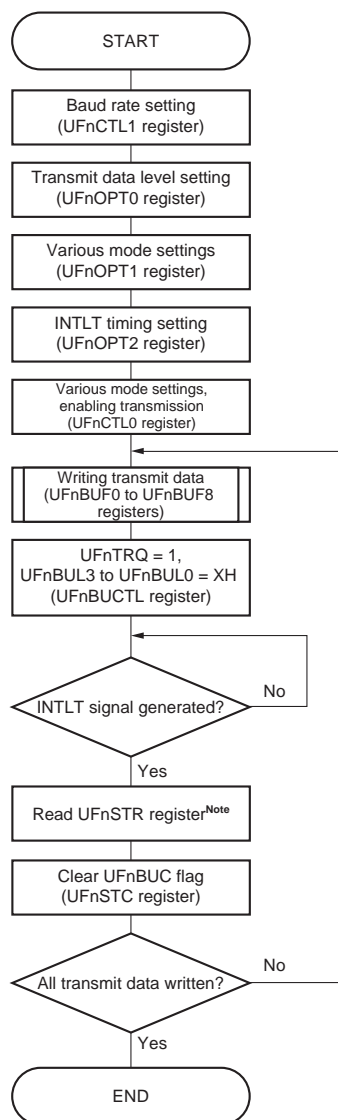 START
Baud rate setting
(UFnCTL1 register)
Transmit data level setting
(UFnOPT0 register)
Various mode settings
(UFnOPT1 register)
INTLT timing setting
(UFnOPT2 register)
Various mode settings,
enabling transmission
(UFnCTL0 register)
Writing transmit data
(UFnBUF0 to UFnBUF8
registers)
UFnTRQ = 1,
UFnBUL3 to UFnBUL0 = XH
(UFnBUCTL register)
INTLT signal generated?
No
Yes
Read UFnSTR registerNote
Clear UFnBUC flag
(UFnSTC register)
All transmit data written?
No
Yes
END